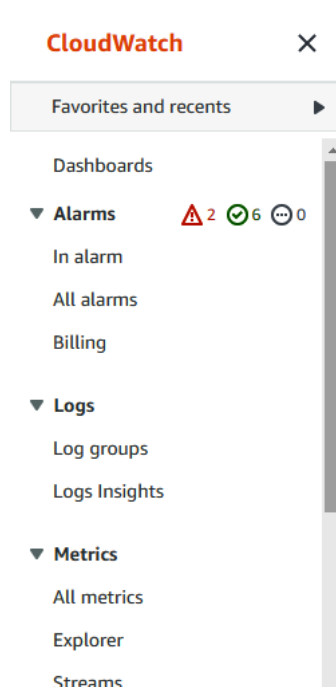 CloudWatch
Favorites and recents
Dashboards
Alarms 2 6 0
In alarm
All alarms
Billing
Logs
Log groups
Logs Insights
Metrics
All metrics
Explorer
Streams